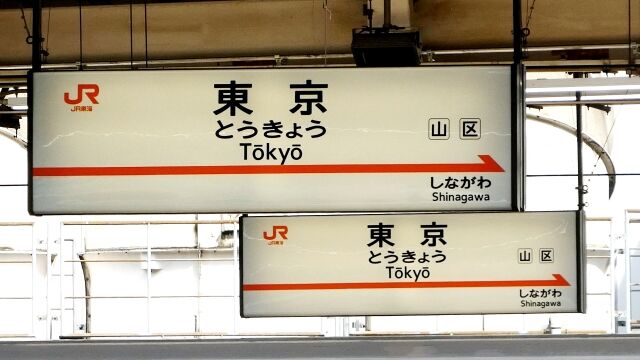 JR
JR東海
東京
とうきょう
Tōkyō
山 区
しながわ
Shinagawa
JR
JR東海
東京
とうきょう
Tōkyō
山 区
しながわ
Shinagawa